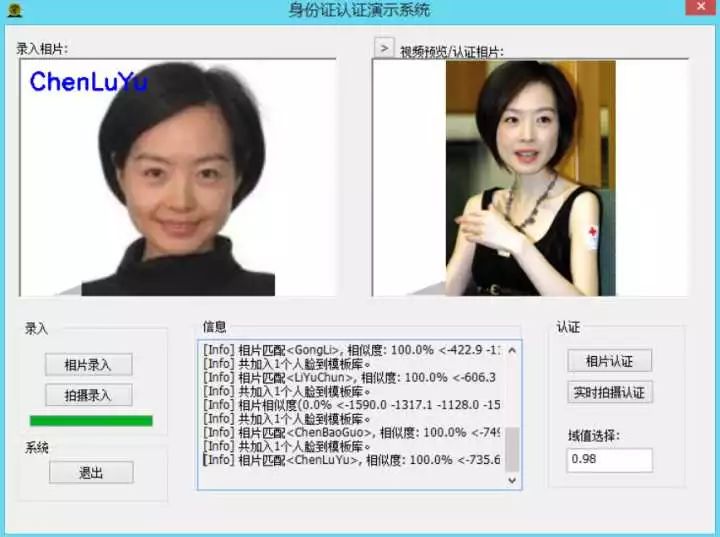 身份证认证演示系统
录入相片:
> 视频预览/认证相片:
ChenLuYu
录入
相片录入
拍摄录入
系统
退出
信息
[Info] 相片匹配<GongLi>, 相似度: 100.0% <-422.9 -1
[Info] 共加入1个人脸到模板库。
[Info] 相片匹配<LiYuChun>, 相似度: 100.0% <-606.3
[Info] 共加入1个人脸到模板库。
[Info] 相片相似度(0.0% <-1590.0 -1317.1 -1128.0 -15
[Info] 共加入1个人脸到模板库。
[Info] 相片匹配<ChenBaoGuo>, 相似度: 100.0% <-749
[Info] 共加入1个人脸到模板库。
[Info] 相片匹配<ChenLuYu>, 相似度: 100.0% <-735.6
认证
相片认证
实时拍摄认证
域值选择:
0.98